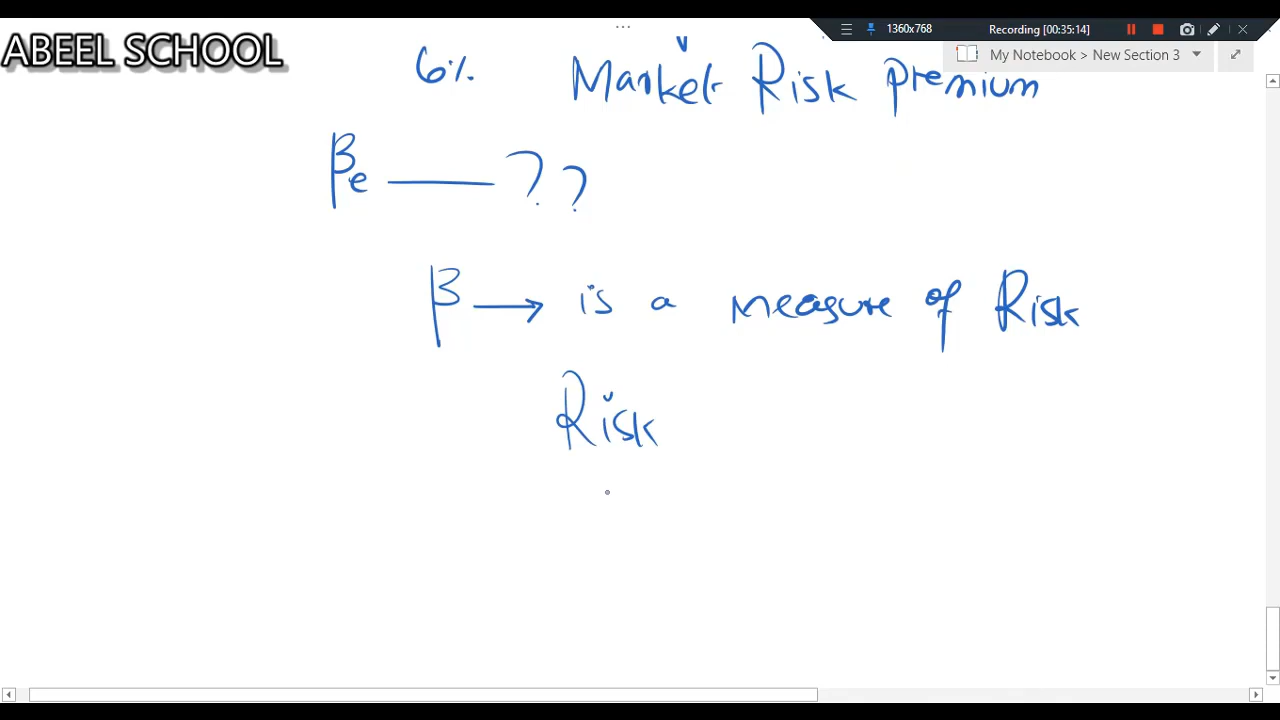 ABEEL SCHOOL
1360x768
Recording [00:35:14]
My Notebook > New Section 3
6% Market Risk premium
βe — ??
β → is a measure of Risk
Risk